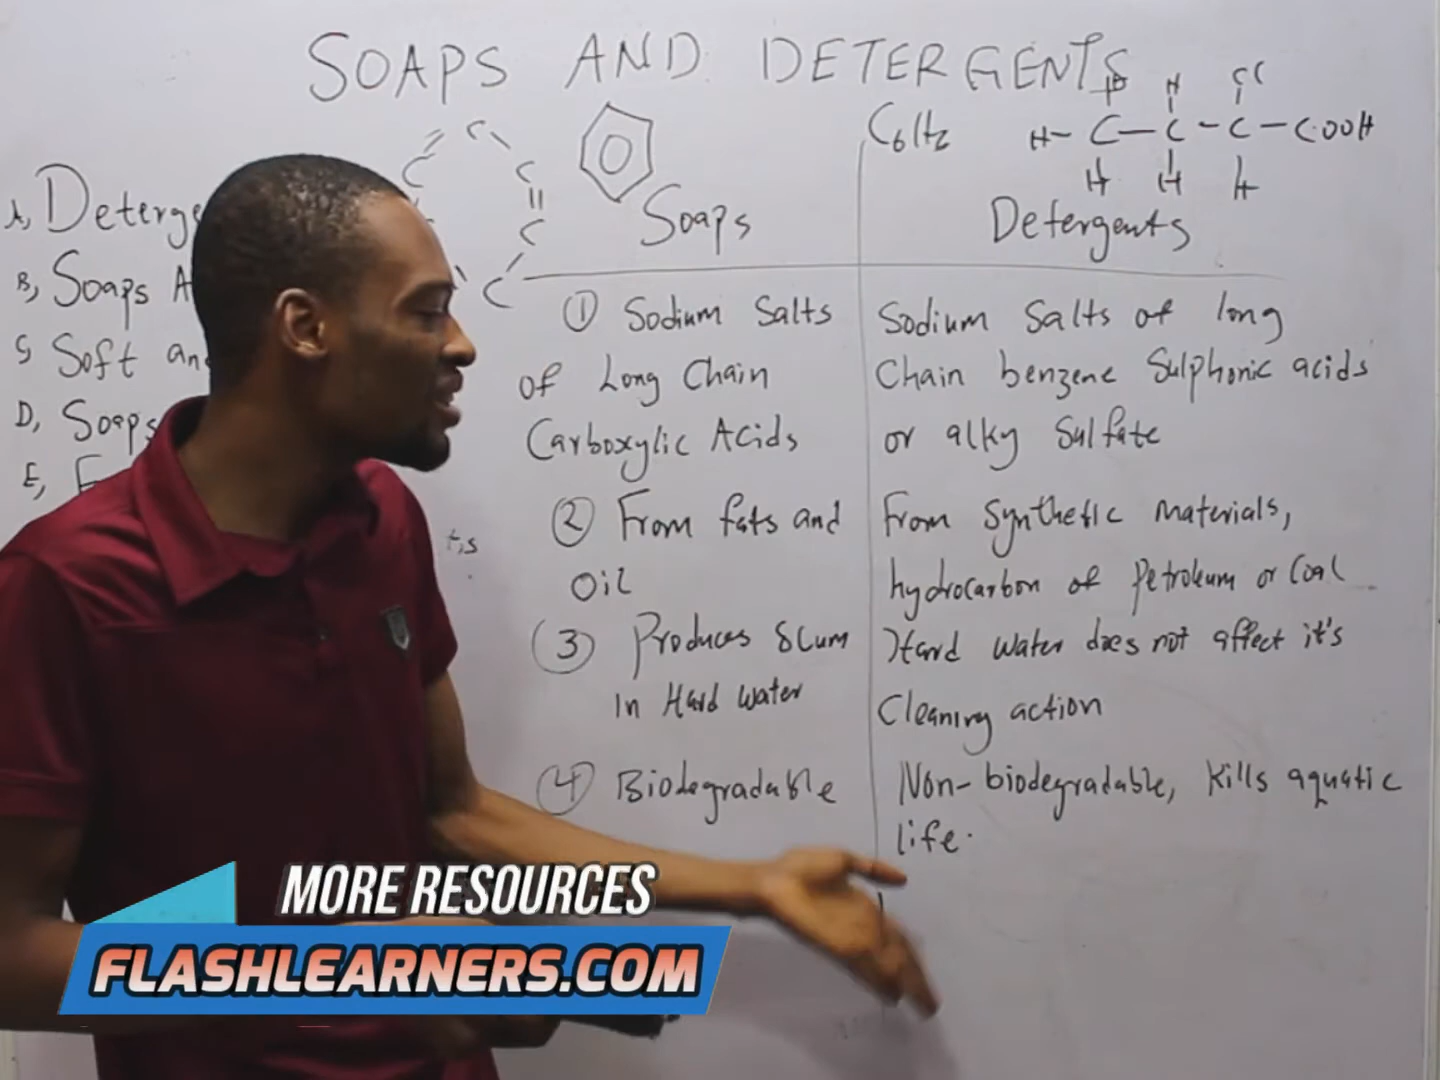 SOAPS AND DETERGENTS
A, Deterge
B, Soaps A
S Soft an
D, Soaps
E, E
t,s
C
C
C
C
C
C6H2
H H Cl
H- C - C - C - COOH
H H H
Soaps Detergents
① Sodium Salts
of Long Chain
Carboxylic Acids
② From fats and
Oil
③ Produces Scum
In Hard water
④ Biodegradable
Sodium Salts of long
Chain benzene Sulphonic acids
or alky Sulfate
From Synthetic materials,
hydrocarbon of Petroleum or Coal
Hard water does not affect it's
Cleaning action
Non-biodegradable, Kills aquatic
life.
MORE RESOURCES
FLASHLEARNERS.COM